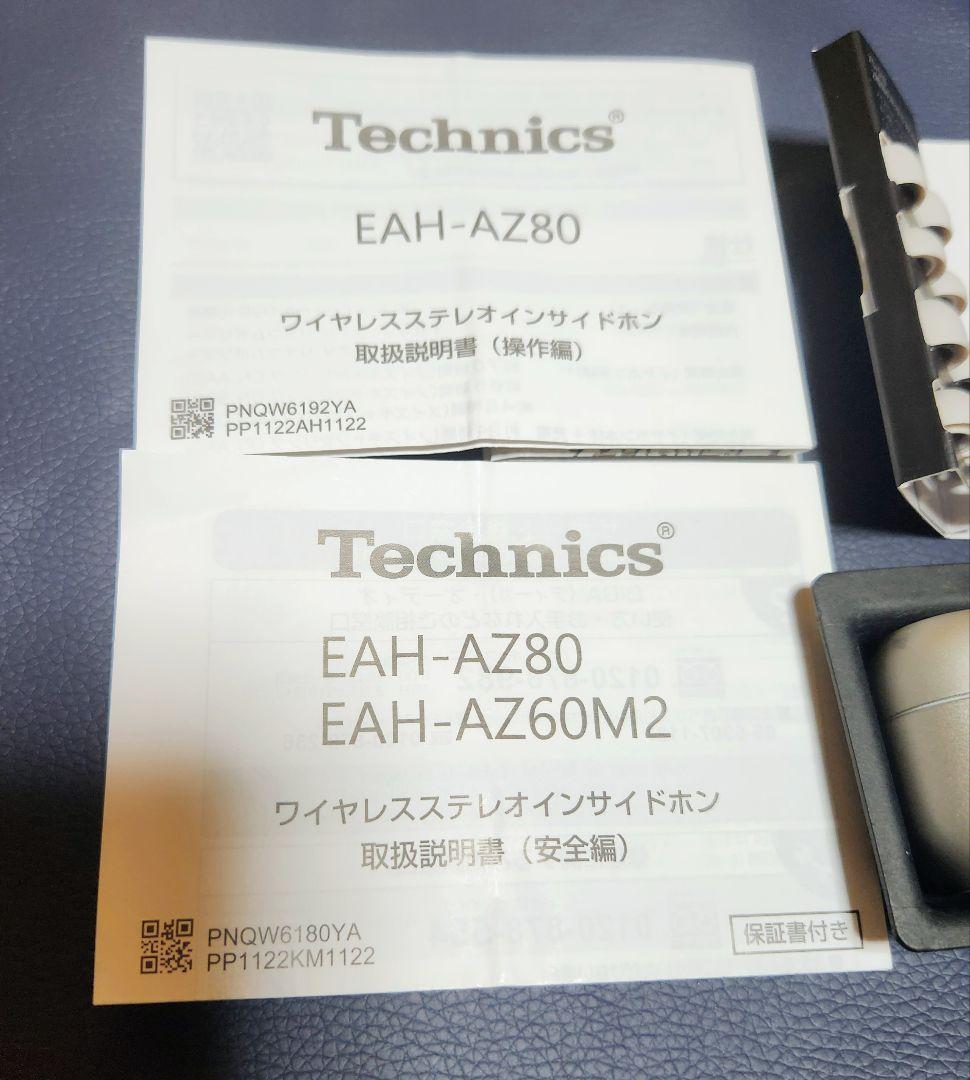 Technics®
EAH-AZ80
ワイヤレスステレオインサイドホン
取扱説明書（操作編）
PNQW6192YA
PP1122AH1122
Technics®
EAH-AZ80
EAH-AZ60M2
ワイヤレスステレオインサイドホン
取扱説明書（安全編）
PNQW6180YA
PP1122KM1122
保証書付き